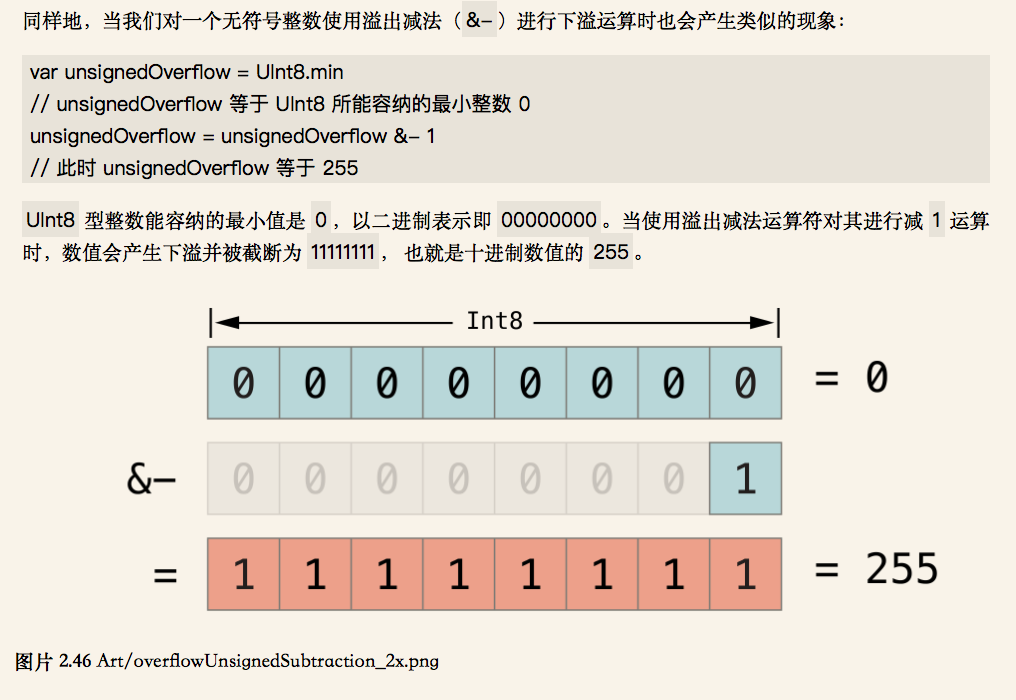 同样地，当我们对一个无符号整数使用溢出减法（&-）进行下溢运算时也会产生类似的现象：
var unsignedOverflow = UInt8.min
// unsignedOverflow 等于 UInt8 所能容纳的最小整数 0
unsignedOverflow = unsignedOverflow &- 1
// 此时 unsignedOverflow 等于 255
UInt8 型整数能容纳的最小值是 0，以二进制表示即 00000000。当使用溢出减法运算符对其进行减 1 运算
时，数值会产生下溢并被截断为 11111111， 也就是十进制数值的 255。
Int8
0 0 0 0 0 0 0 0 = 0
&- 0 0 0 0 0 0 0 1
= 1 1 1 1 1 1 1 1 = 255
图片 2.46 Art/overflowUnsignedSubtraction_2x.png